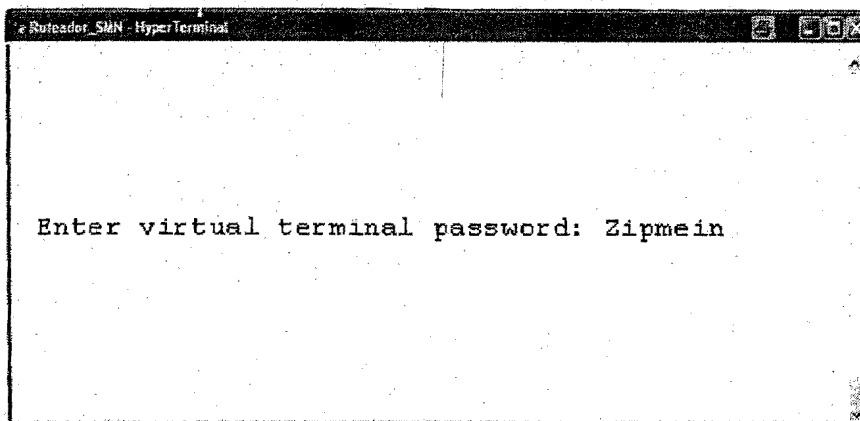 Ruteador_SMN - HyperTerminal
Enter virtual terminal password: Zipmein